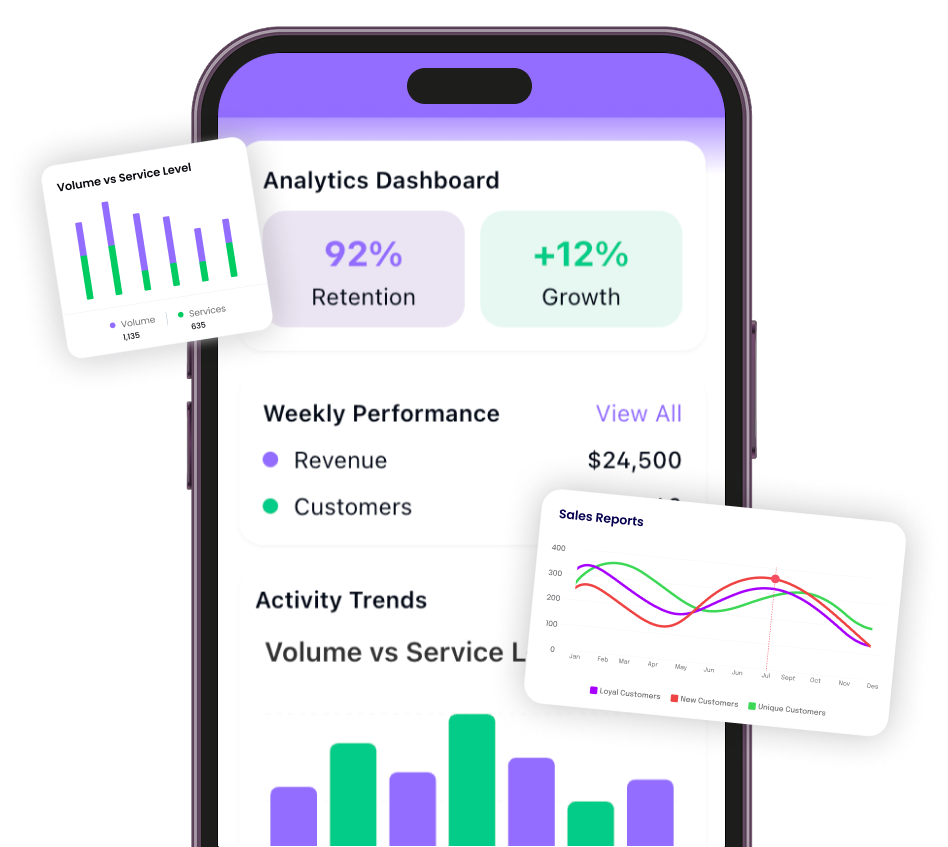 Analytics Dashboard
92%
Retention
+12%
Growth
Volume vs Service Level
Volume
1,135
Services
635
Weekly Performance
View All
Revenue
$24,500
Customers
Activity Trends
Volume vs Service L
Sales Reports
400
300
200
100
0
Jan Feb Mar Apr May Jun Jun Jul Sept Oct Nov Des
Loyal Customers
New Customers
Unique Customers